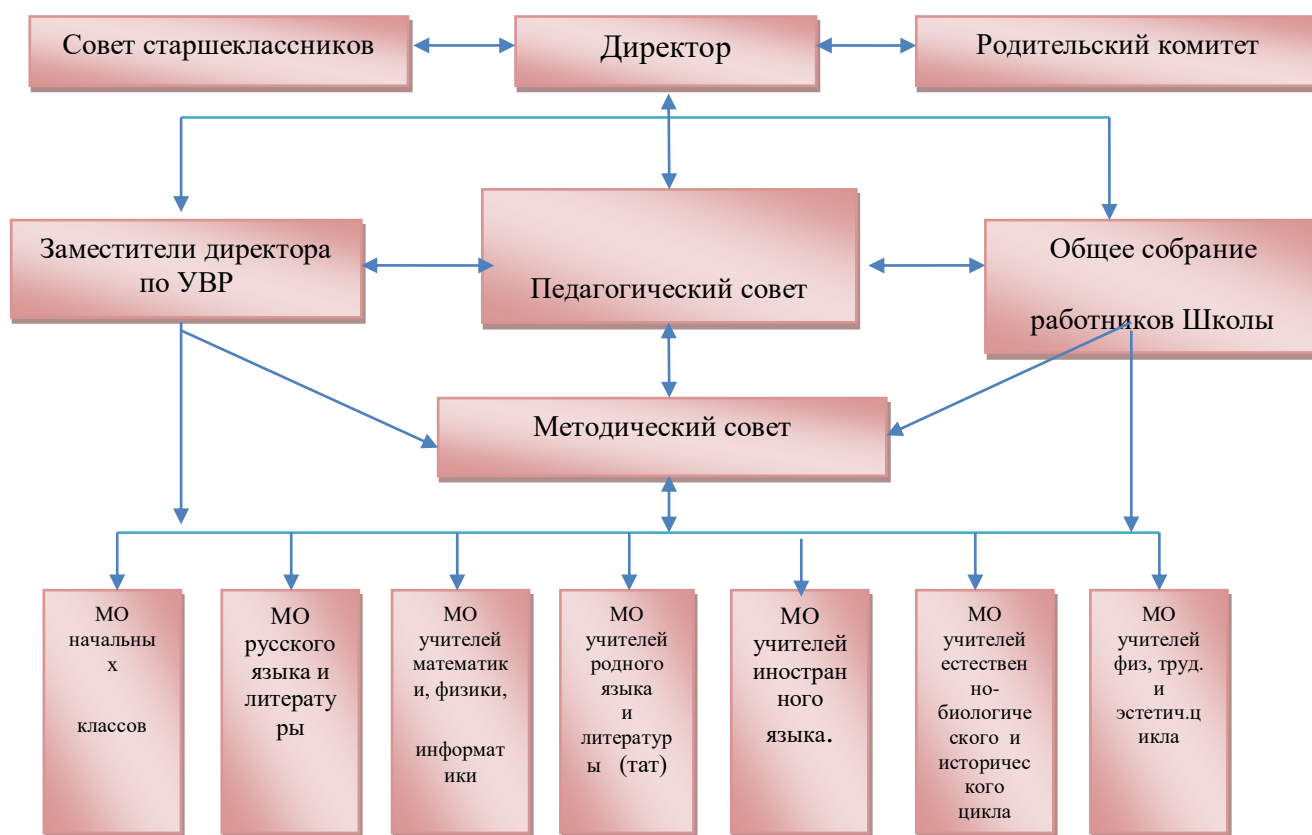 Совет старшеклассников
Директор
Родительский комитет
Заместители директора
по УВР
Педагогический совет
Общее собрание
работников Школы
Методический совет
МО
начальны
х
классов
МО
русского
языка и
литерату
ры
МО
учителей
математик
и, физики,
информат
ики
МО
учителей
родного
языка
и
литератур
ы (тат)
МО
учителей
иностран
ного
языка.
МО
учителей
естествен
но-
биологиче
ского и
историчес
кого
цикла
МО
учителей
физ, труд.
и
эстетич.ц
икла